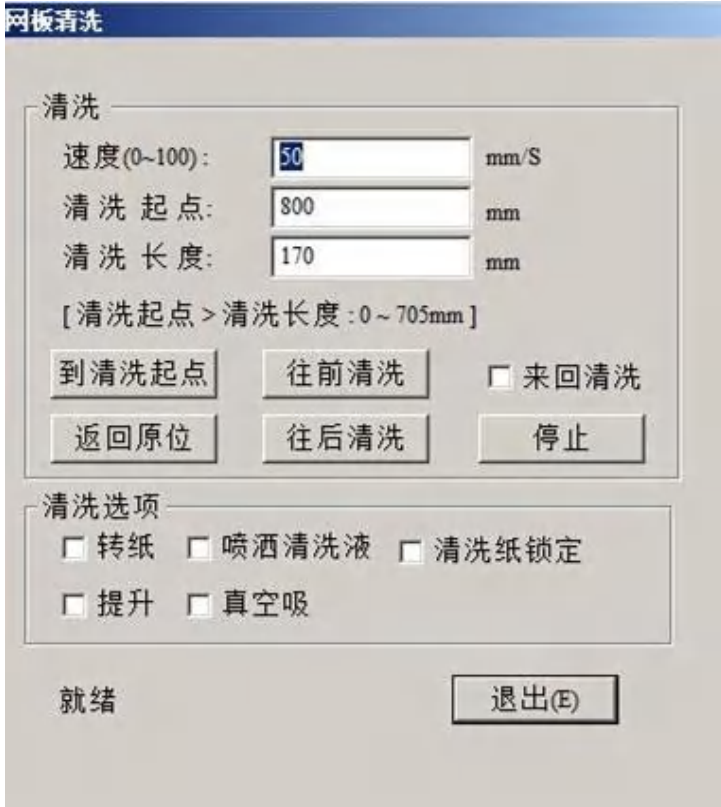 网板清洗
清洗
速度(0~100): 50 mm/S
清洗起点: 800 mm
清洗长度: 170 mm
[清洗起点>清洗长度:0~705mm]
到清洗起点 往前清洗 来回清洗
返回原位 往后清洗 停止
清洗选项
转纸 喷洒清洗液 清洗纸锁定
提升 真空吸
就绪 退出(E)